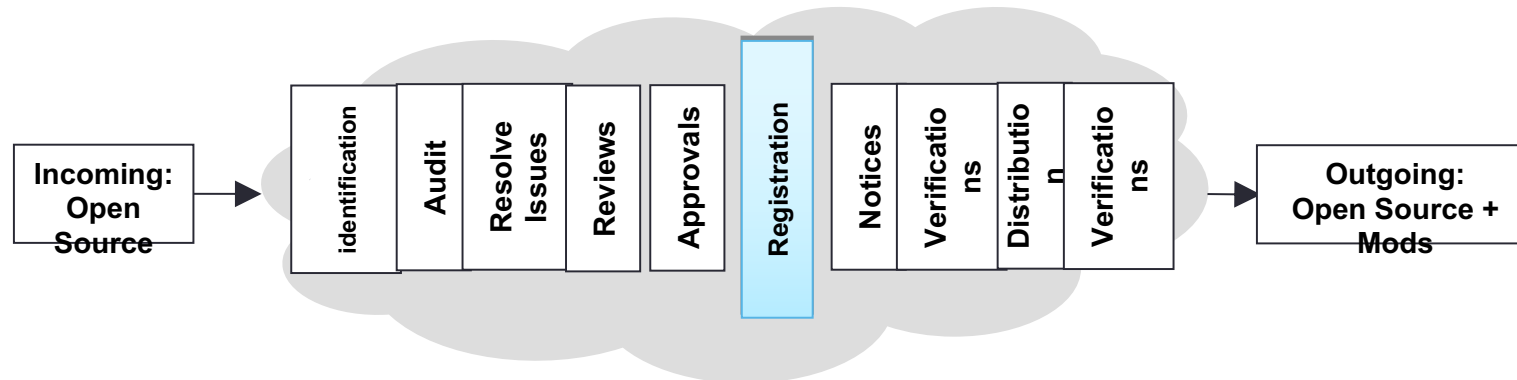 Incoming:
Open
Source
identification
Audit
Resolve
Issues
Reviews
Approvals
Registration
Notices
Verificatio
ns
Distributio
n
Verificatio
ns
Outgoing:
Open Source +
Mods